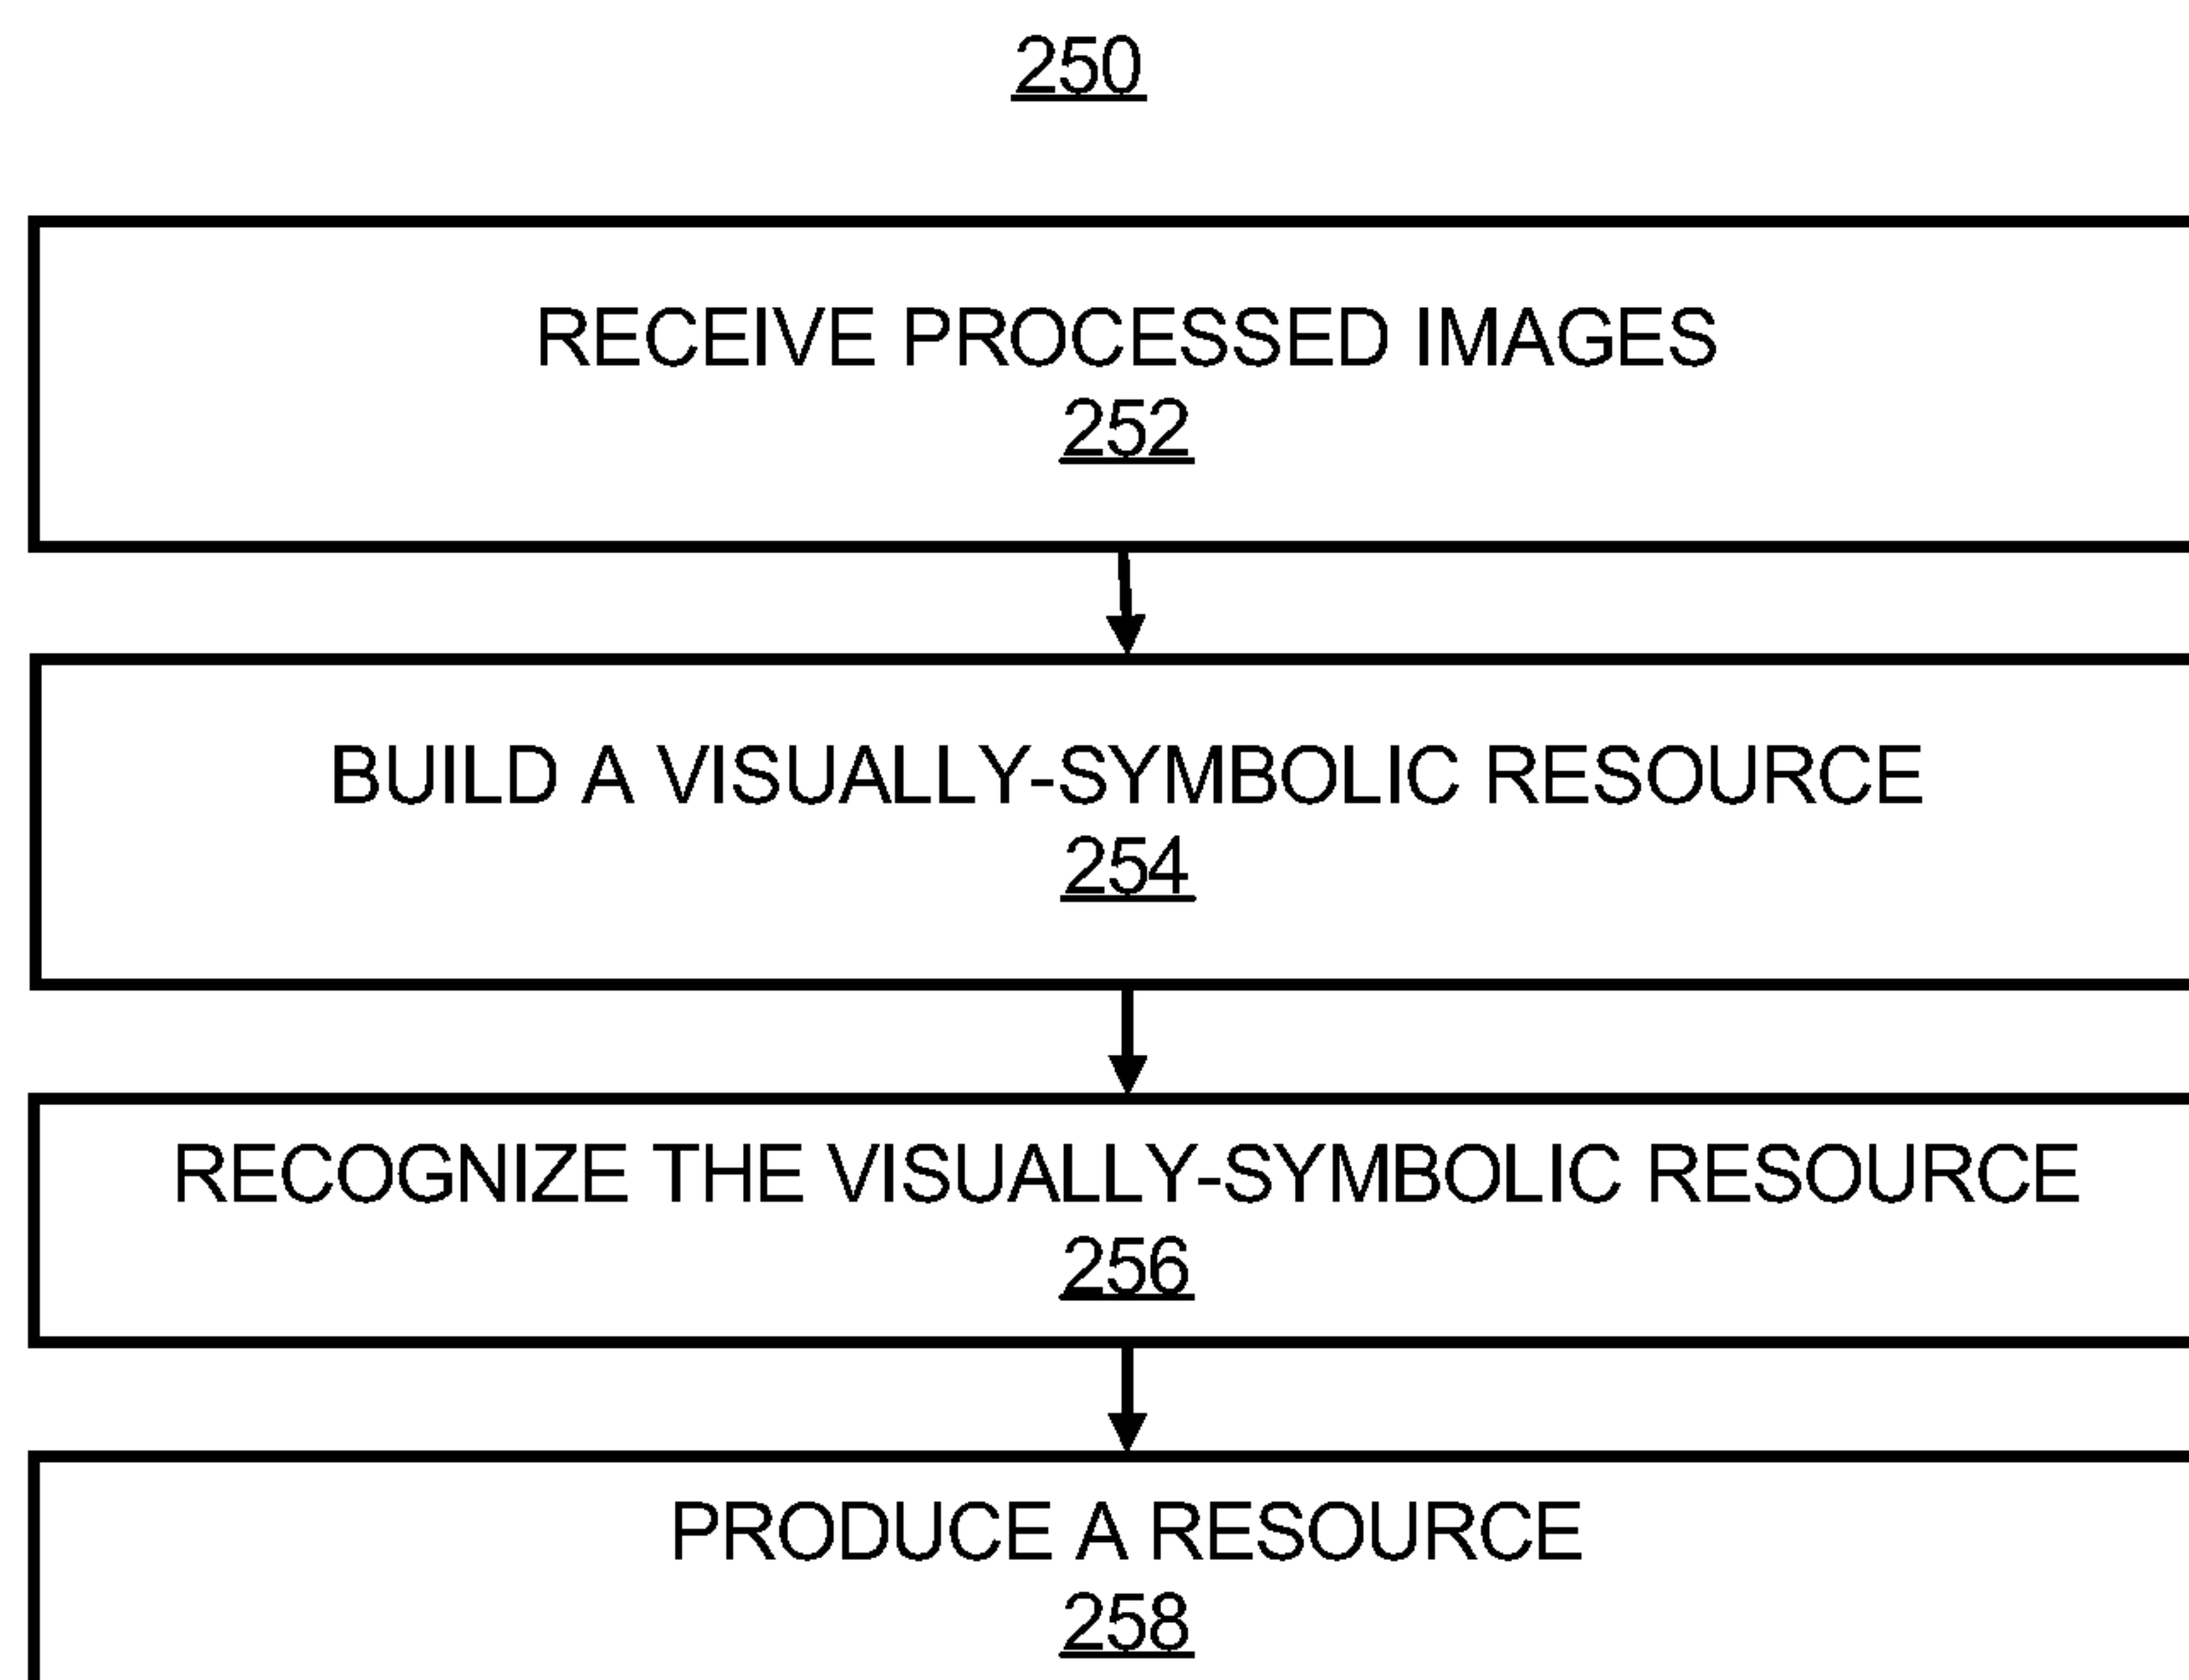 250
RECEIVE PROCESSED IMAGES
252
BUILD A VISUALLY-SYMBOLIC RESOURCE
254
RECOGNIZE THE VISUALLY-SYMBOLIC RESOURCE
256
PRODUCE A RESOURCE
258